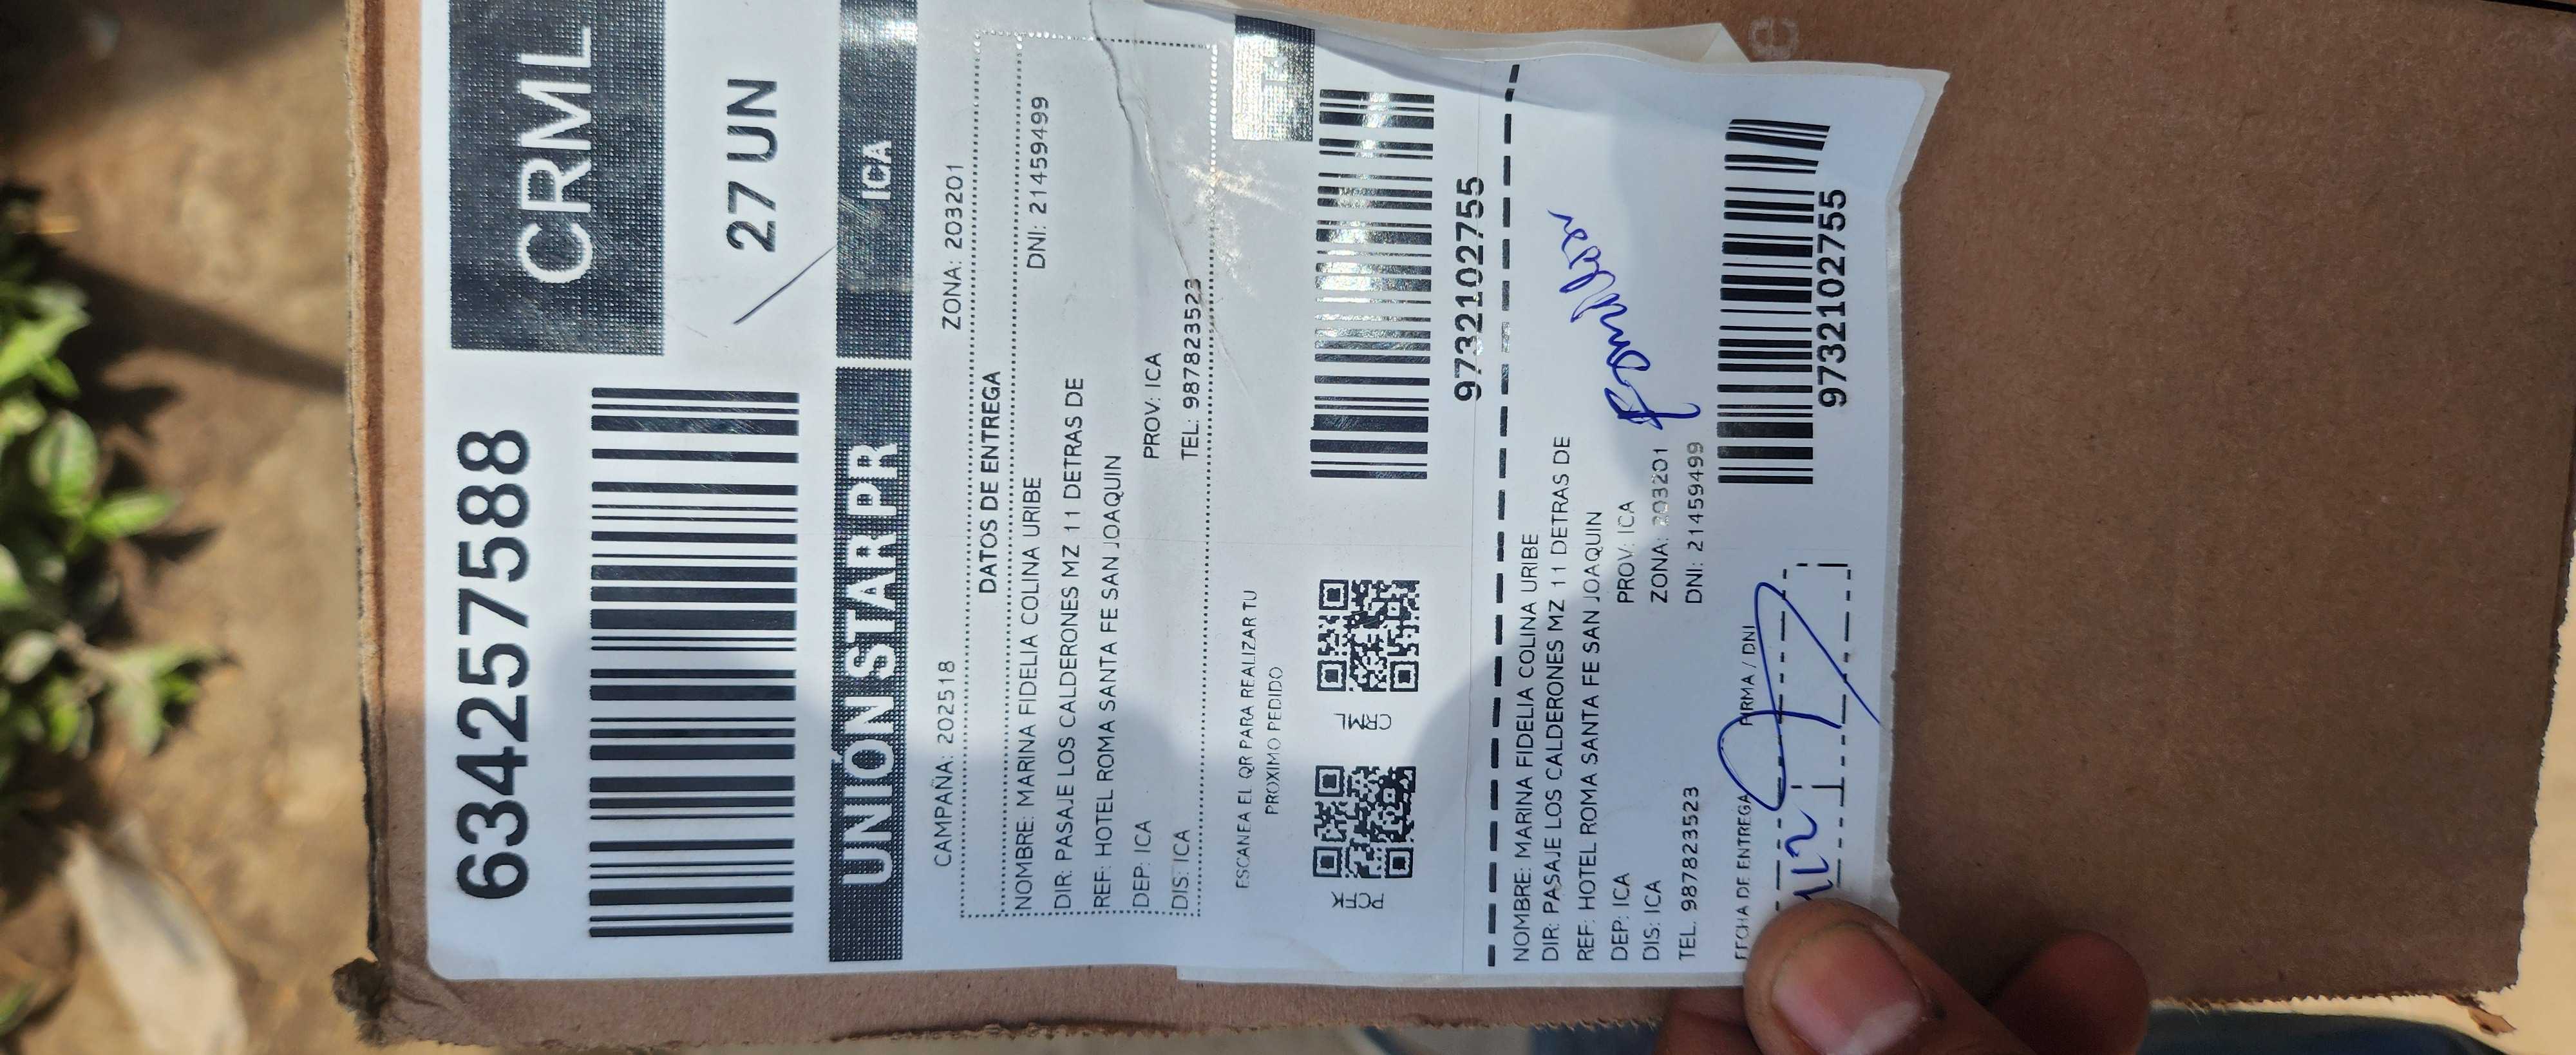 6342557588
CRML
27 UN
UNIÓN STAR PR
ICA
CAMPAÑA: 202518 ZONA: 203201
DATOS DE ENTREGA
NOMBRE: MARINA FIDELIA COLINA URIBE DNI: 21459499
DIR: PASAJE LOS CALDERONES MZ 11 DETRAS DE
REF: HOTEL ROMA SANTA FE SAN JOAQUIN
DEP: ICA PROV: ICA
DIS: ICA TEL: 987823523
ESCANEA EL QR PARA REALIZAR TU
PROXIMO PEDIDO
CRML
97321102755
NOMBRE: MARINA FIDELIA COLINA URIBE
DIR: PASAJE LOS CALDERONES MZ 11 DETRAS DE
REF: HOTEL ROMA SANTA FE SAN JOAQUIN
DEP: ICA PROV: ICA
DIS: ICA ZONA: 203201
TEL. 987823523 DNI: 21459499
FECHA DE ENTREGA FIRMA / DNI
97321102755